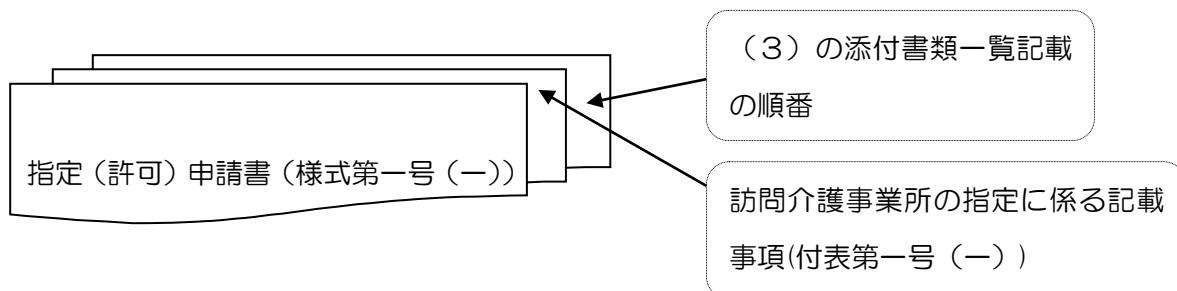 （３）の添付書類一覧記載
の順番
指定（許可）申請書（様式第一号（一））
訪問介護事業所の指定に係る記載
事項(付表第一号（一）)